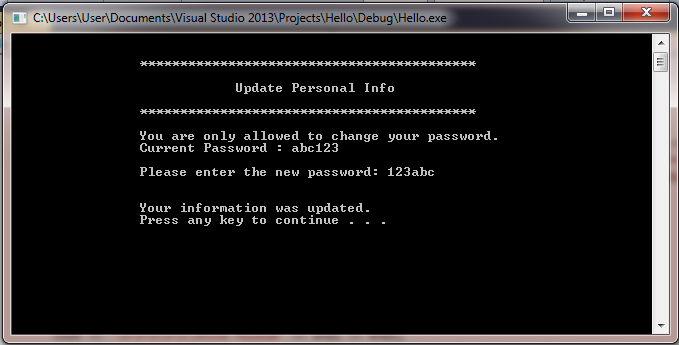 C:\Users\User\Documents\Visual Studio 2013\Projects\Hello\Debug\Hello.exe
******************************************
Update Personal Info
******************************************
You are only allowed to change your password.
Current Password : abc123
Please enter the new password: 123abc
Your information was updated.
Press any key to continue . . .